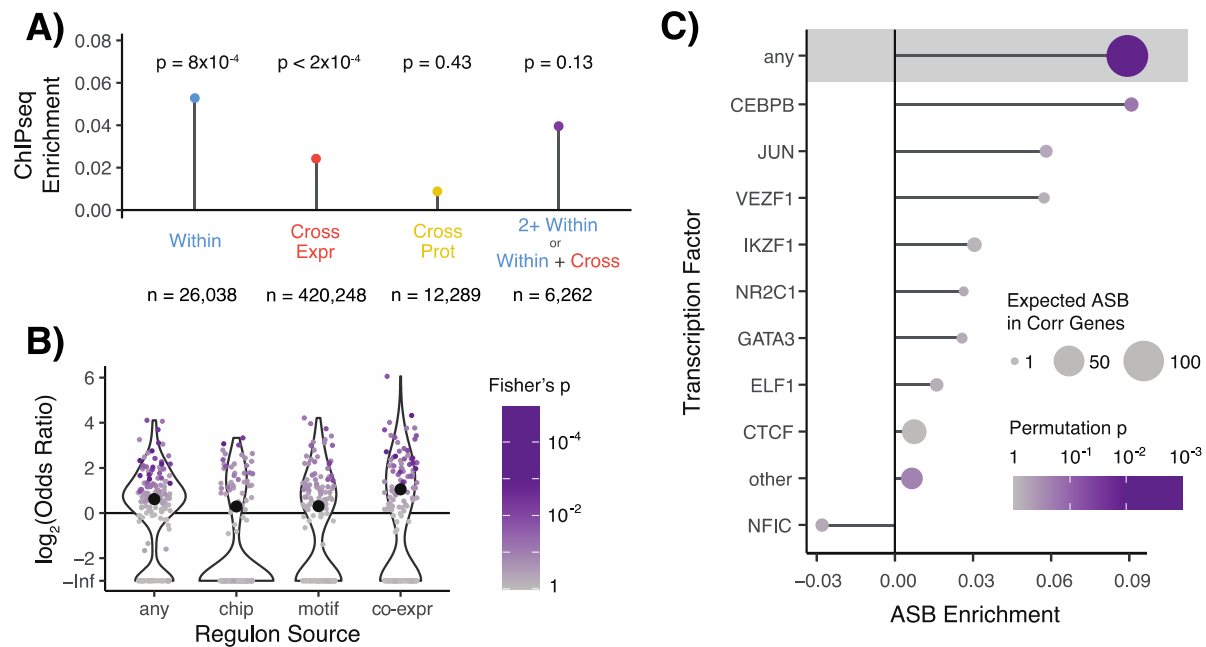 A)
ChIPseq
Enrichment
0.08
0.06
0.04
0.02
0.00
p = 8x10⁻⁴
p < 2x10⁻⁴
p = 0.43
p = 0.13
Within
Cross
Expr
Cross
Prot
2+ Within
or
Within + Cross
n = 26,038
n = 420,248
n = 12,289
n = 6,262
B)
log₂(Odds Ratio)
6
4
2
0
−2
−Inf
any
chip
motif
co-expr
Regulon Source
Fisher's p
10⁻⁴
10⁻²
1
C)
Transcription Factor
any
CEBPB
JUN
VEZF1
IKZF1
NR2C1
GATA3
ELF1
CTCF
other
NFIC
−0.03
0.00
0.03
0.06
0.09
ASB Enrichment
Expected ASB
in Corr Genes
1
50
100
Permutation p
1
10⁻¹
10⁻²
10⁻³